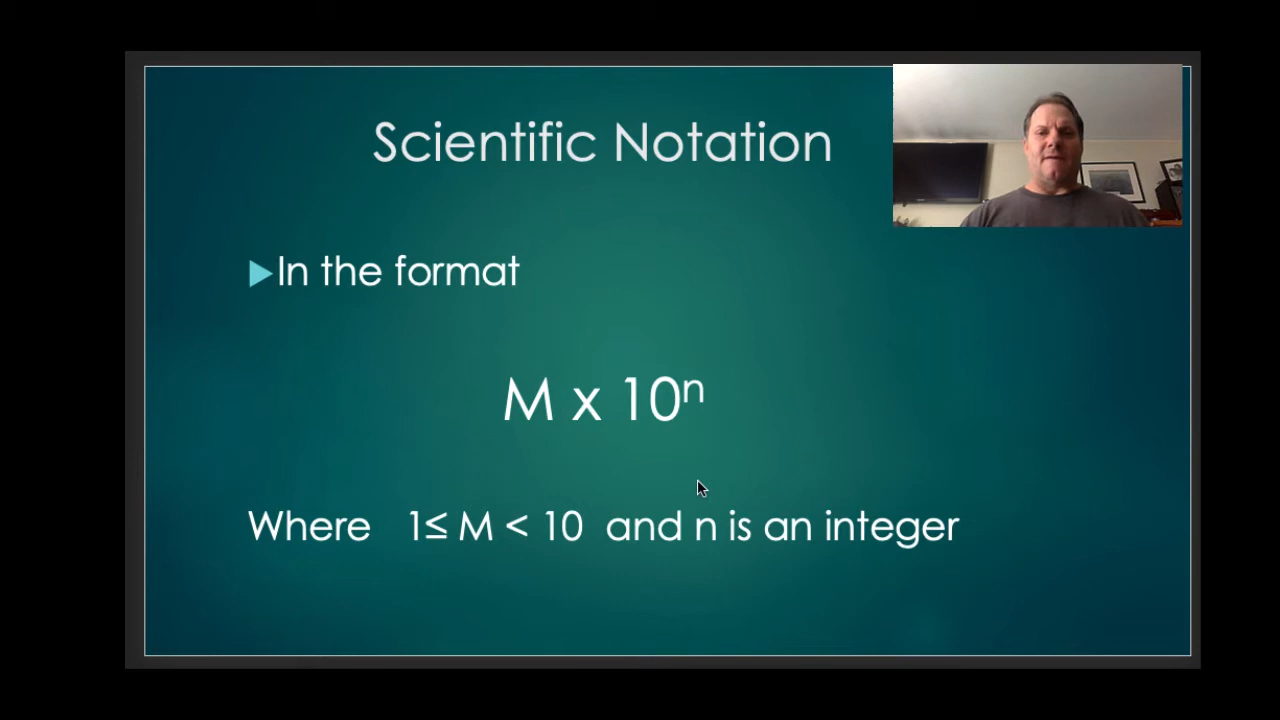 Scientific Notation
In the format
M x 10ⁿ
Where 1≤ M < 10 and n is an integer